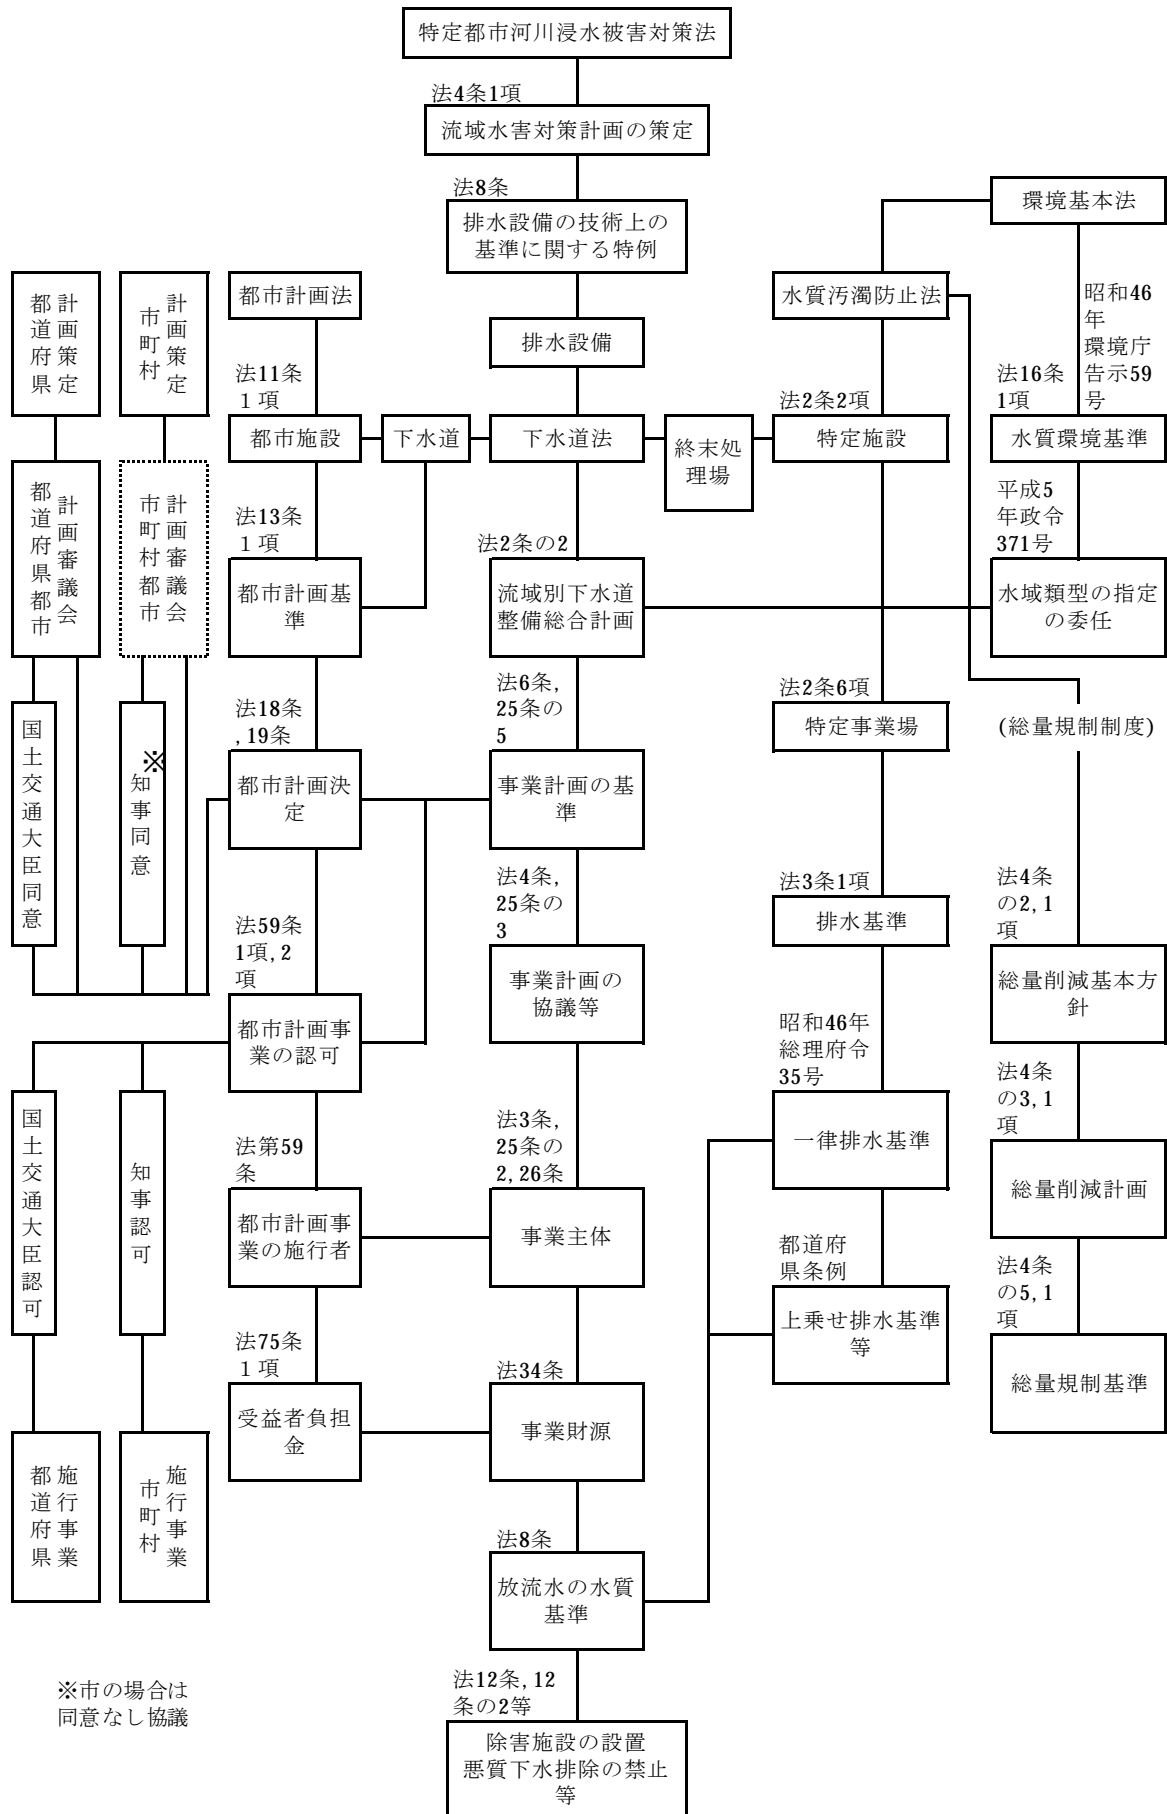 特定都市河川浸水被害対策法
法4条1項
流域水害対策計画の策定
法8条
排水設備の技術上の
基準に関する特例
排水設備
環境基本法
水質汚濁防止法
昭和46
年
環境庁
告示59
号
都道府県
計画策定
市町村
計画策定
都市計画法
法11条
1項
都市施設
下水道
下水道法
終末処
理場
法2条2項
特定施設
法16条
1項
水質環境基準
都道府県都市
計画審議会
市町村都市
計画審議会
法13条
1項
都市計画基
準
法2条の2
流域別下水道
整備総合計画
平成5
年政令
371号
水域類型の指定
の委任
国土交通大臣同意
※
知事同意
法18条
,19条
都市計画決
定
法6条,
25条の
5
事業計画の基
準
法2条6項
特定事業場
(総量規制制度)
法59条
1項,2
項
都市計画事
業の認可
法4条,
25条の
3
事業計画の
協議等
法3条1項
排水基準
法4条
の2,1
項
総量削減基本方
針
国土交通大臣認可
知事認可
法第59
条
都市計画事
業の施行者
法3条,
25条の
2,26条
事業主体
昭和46年
総理府令
35号
一律排水基準
法4条
の3,1
項
総量削減計画
都道府
県条例
上乗せ排水基準
等
法4条
の5,1
項
総量規制基準
法75条
1項
受益者負担
金
法34条
事業財源
都道府県
施行事業
市町村
施行事業
法8条
放流水の水質
基準
※市の場合は
同意なし協議
法12条,12
条の2等
除害施設の設置
悪質下水排除の禁止
等